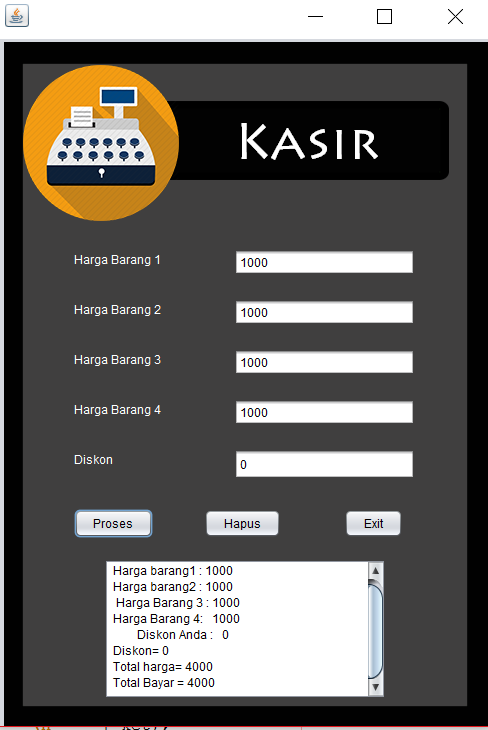 KASIR
Harga Barang 1 1000
Harga Barang 2 1000
Harga Barang 3 1000
Harga Barang 4 1000
Diskon 0
Proses Hapus Exit
Harga barang1 : 1000
Harga barang2 : 1000
Harga Barang 3 : 1000
Harga Barang 4: 1000
Diskon Anda : 0
Diskon= 0
Total harga= 4000
Total Bayar = 4000